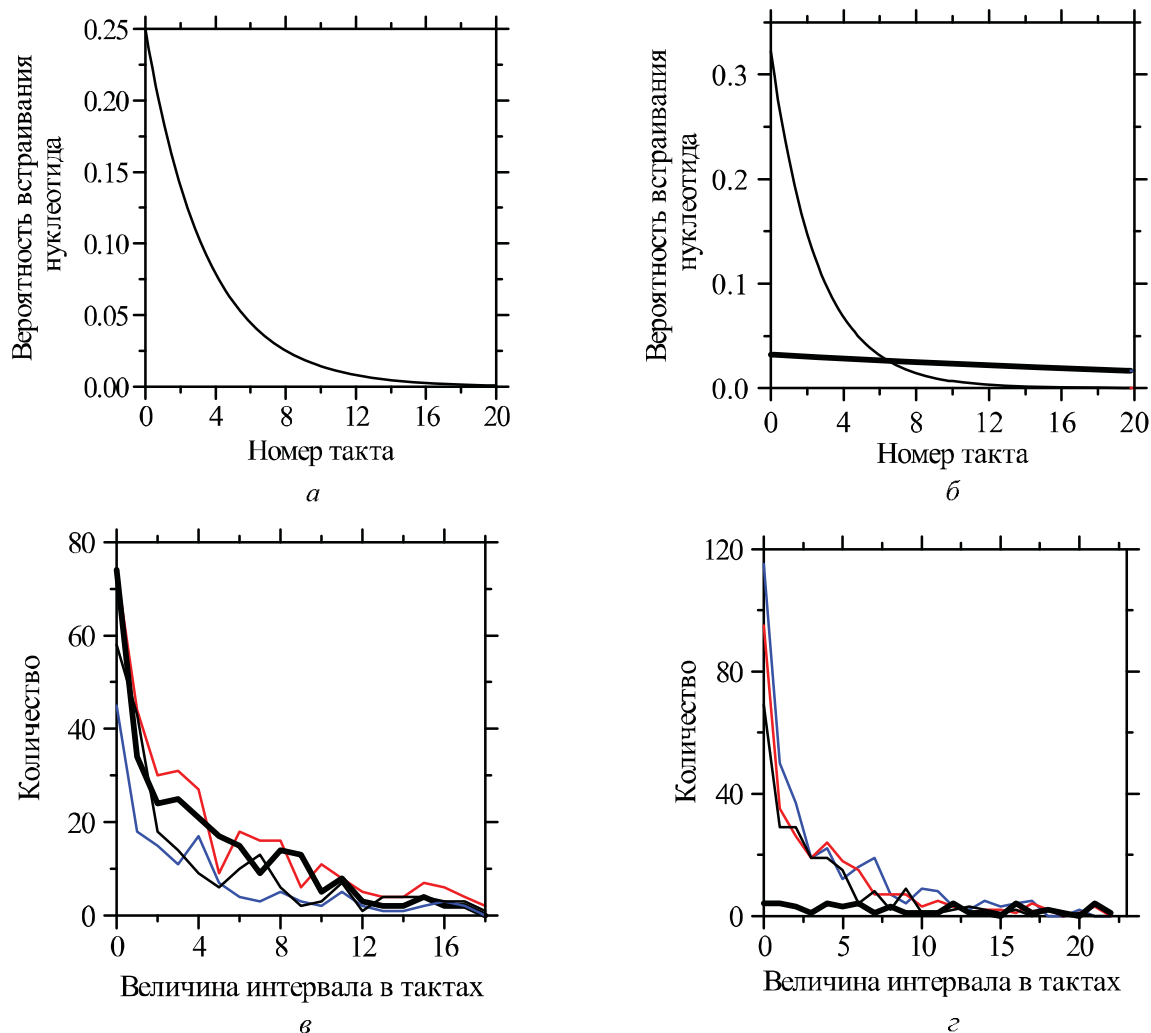 0.25
0.20
0.15
0.10
0.05
0.00
Вероятность встраивания
нуклеотида
0 4 8 12 16 20
Номер такта
а
0.3
0.2
0.1
0.0
Вероятность встраивания
нуклеотида
0 4 8 12 16 20
Номер такта
б
80
60
40
20
0
Количество
0 4 8 12 16
Величина интервала в тактах
в
120
80
40
0
Количество
0 5 10 15 20
Величина интервала в тактах
г